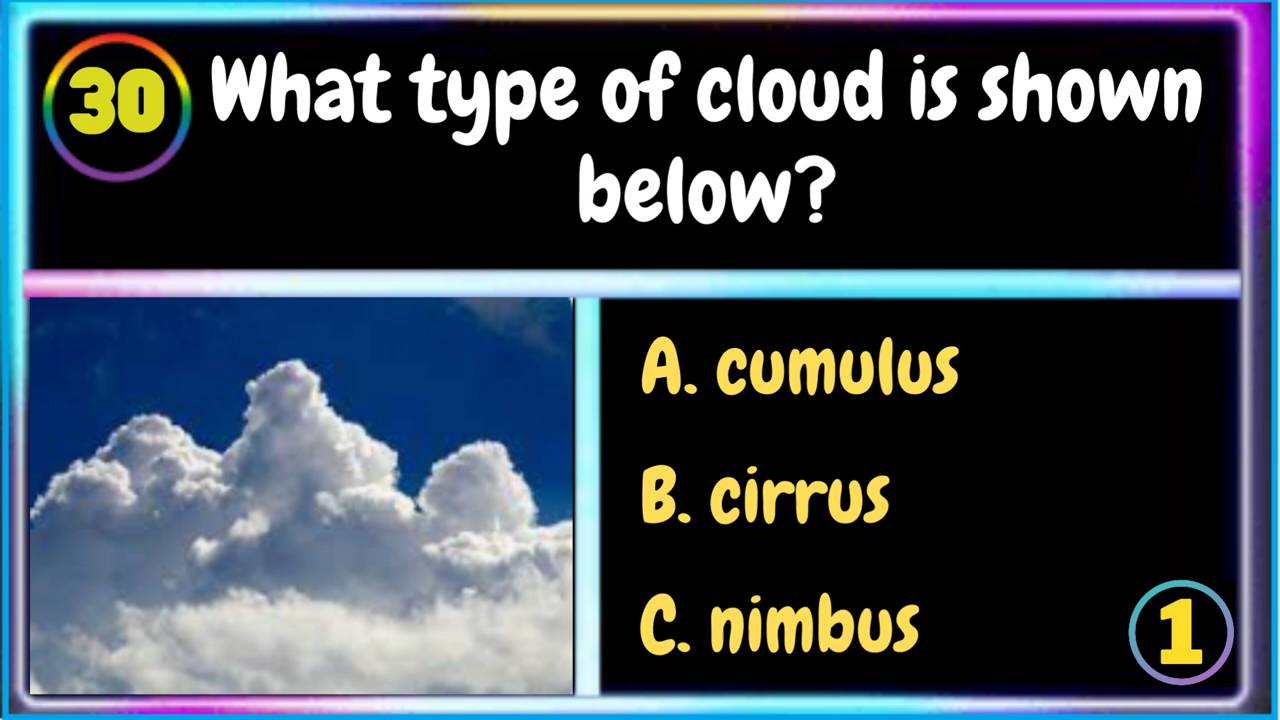 30
What type of cloud is shown
below?
A. cumulus
B. cirrus
C. nimbus
1